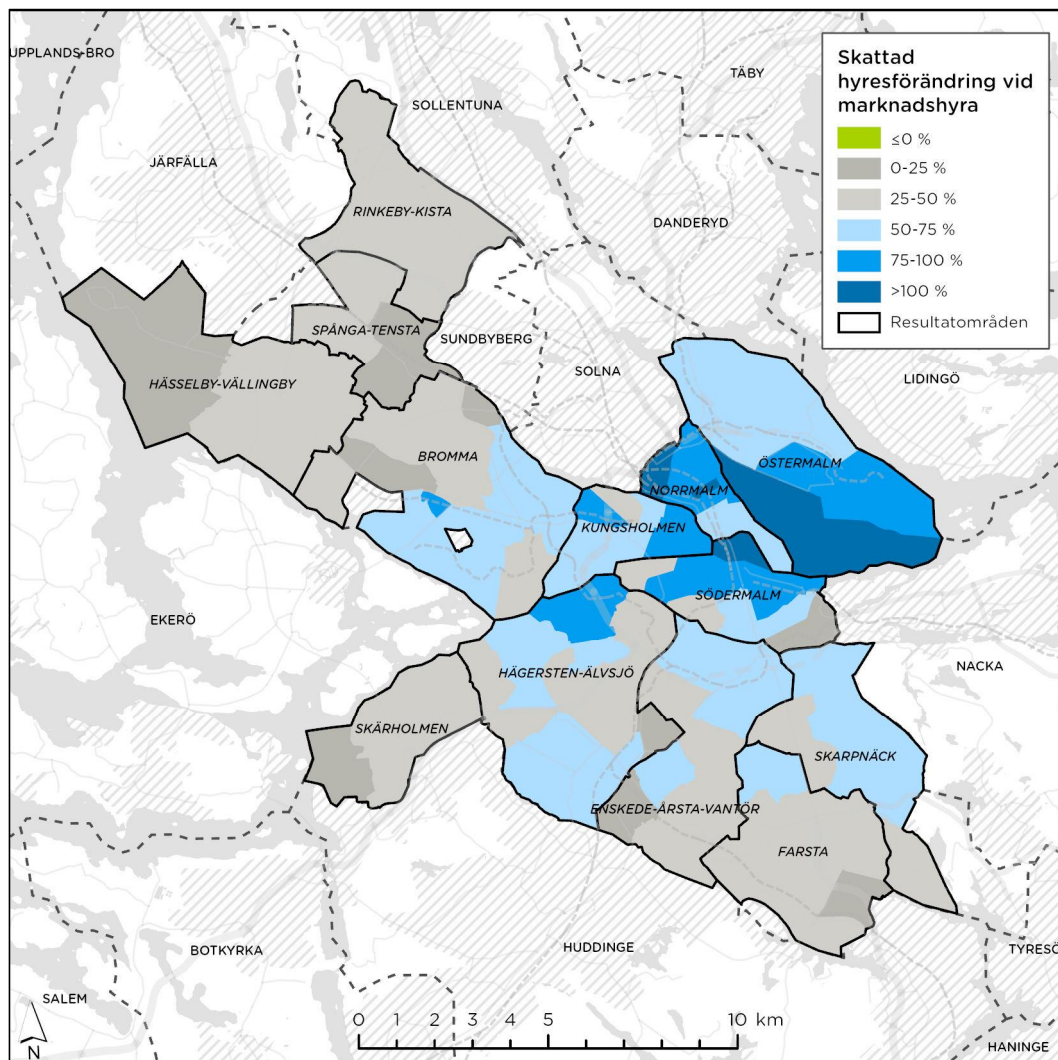 UPPLANDS-BRO
TÄBY
SOLLENTUNA
JÄRFÄLLA
RINKEBY-KISTA
DANDERYD
SPÅNGA-TENSTA
SUNDBYBERG
SOLNA
LIDINGÖ
HÄSSELBY-VÄLLINGBY
BROMMA
ÖSTERMALM
NORRMALM
KUNGSHOLMEN
SÖDERMALM
EKERÖ
NACKA
HÄGERSTEN-ÄLVSJÖ
SKÄRHOLMEN
SKARPNÄCK
ENSKEDE-ÅRSTA-VANTÖR
FARSTA
BOTKYRKA
HUDDINGE
TYRESÖ
SALEM
HANINGE
Skattad
hyresförändring vid
marknadshyra
≤0 %
0-25 %
25-50 %
50-75 %
75-100 %
>100 %
Resultatområden
N
0 1 2 3 4 5 10 km